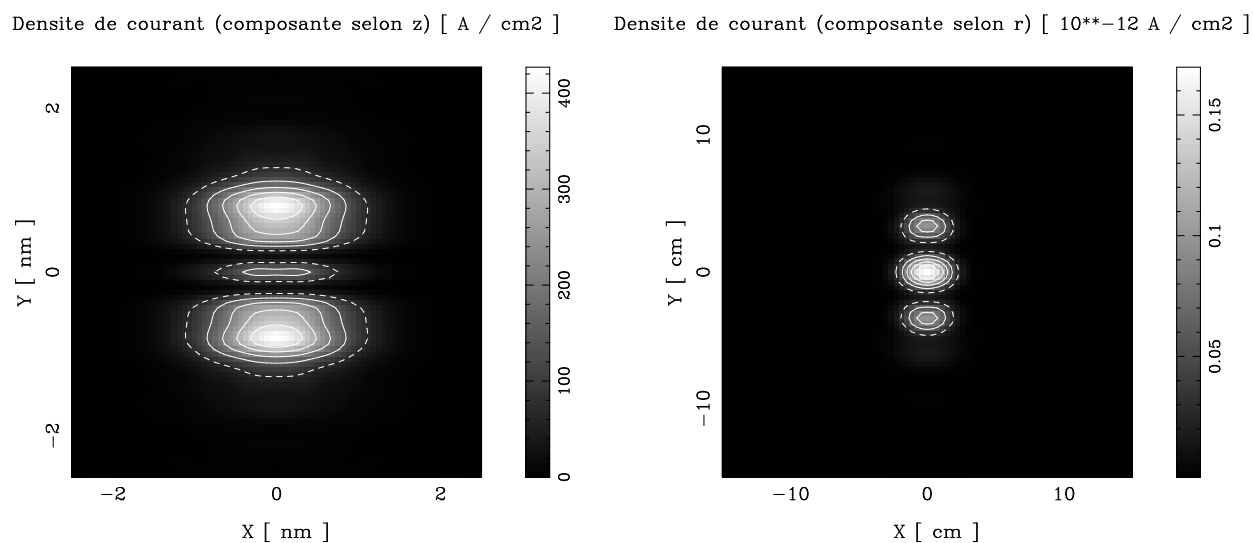 Densite de courant (composante selon z) [ A / cm2 ]
2
0
−2
Y [ nm ]
−2 0 2
X [ nm ]
400
300
200
100
0
Densite de courant (composante selon r) [ 10**−12 A / cm2 ]
10
0
−10
Y [ cm ]
−10 0 10
X [ cm ]
0.15
0.1
0.05